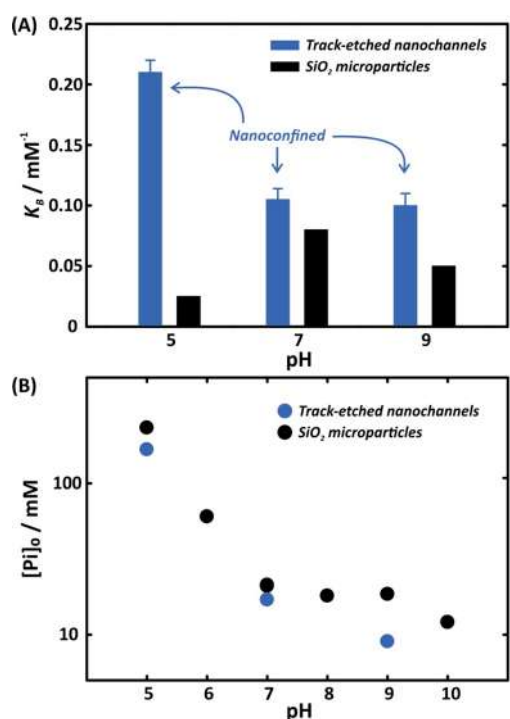 (A)
0.25
0.20
0.15
0.10
0.05
0
K_B / mM⁻¹
Track-etched nanochannels
SiO₂ microparticles
Nanoconfined
5 7 9
pH
(B)
100
10
[Pi]₀ / mM
Track-etched nanochannels
SiO₂ microparticles
5 6 7 8 9 10
pH